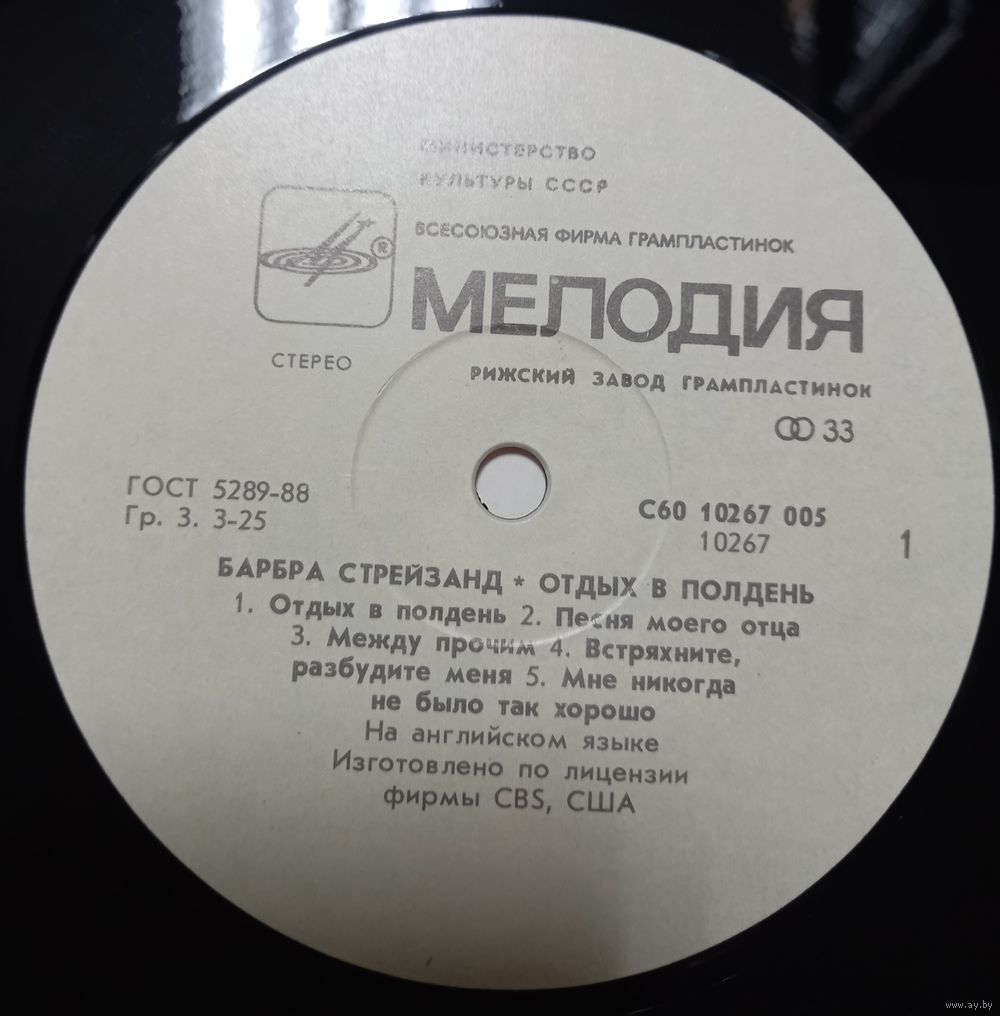 МИНИСТЕРСТВО
КУЛЬТУРЫ СССР
ВСЕСОЮЗНАЯ ФИРМА ГРАМПЛАСТИНОК
®
МЕЛОДИЯ
СТЕРЕО
РИЖСКИЙ ЗАВОД ГРАМПЛАСТИНОК
33
ГОСТ 5289-88
Гр. 3. 3-25
С60 10267 005
10267
1
БАРБРА СТРЕЙЗАНД * ОТДЫХ В ПОЛДЕНЬ
1. Отдых в полдень 2. Песня моего отца
3. Между прочим 4. Встряхните,
разбудите меня 5. Мне никогда
не было так хорошо
На английском языке
Изготовлено по лицензии
фирмы CBS, США
www.ay.by